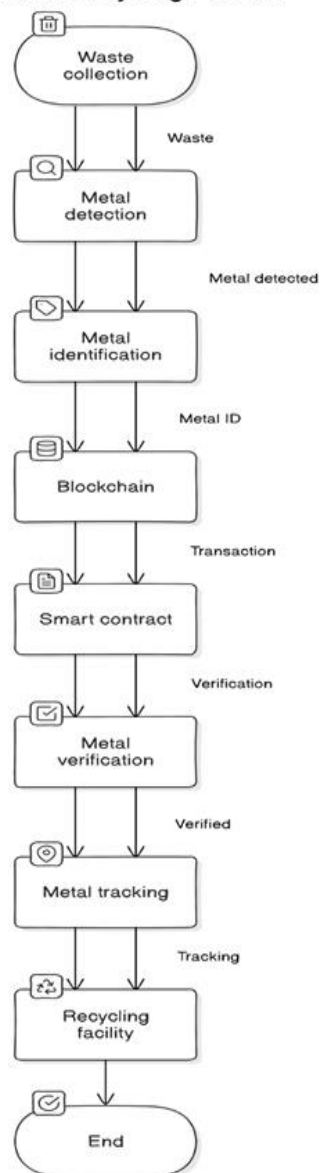 Waste
collection
Waste
Metal
detection
Metal detected
Metal
identification
Metal ID
Blockchain
Transaction
Smart contract
Verification
Metal
verification
Verified
Metal tracking
Tracking
Recycling
facility
End